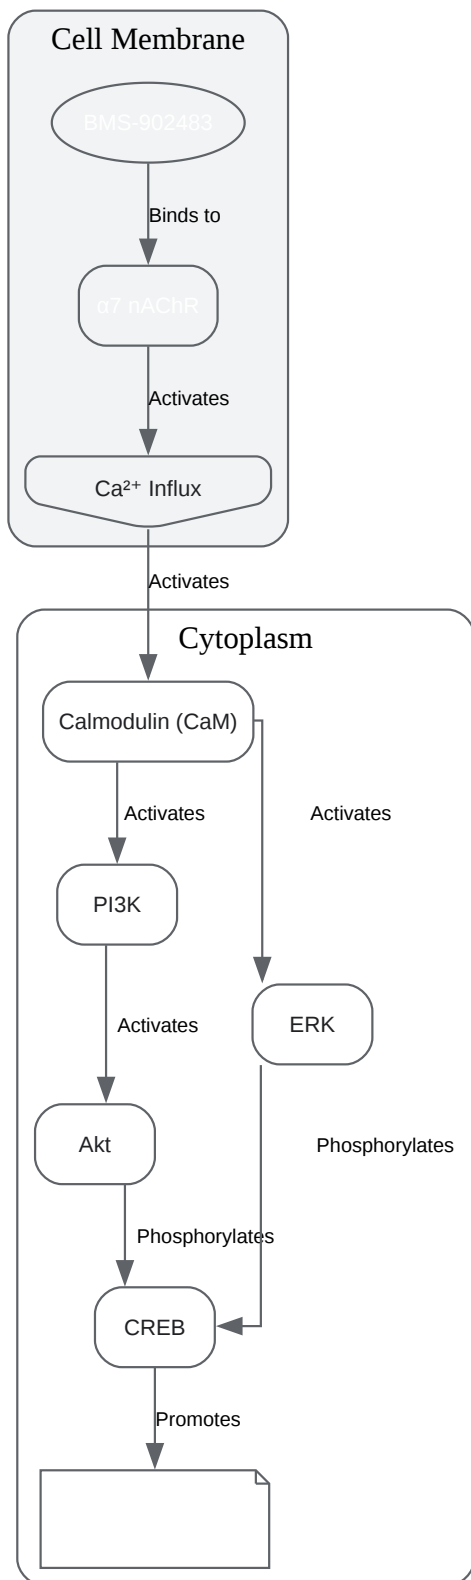 Cell Membrane
BMS-902483
Binds to
α7 nAChR
Activates
Ca²⁺ Influx
Activates
Cytoplasm
Calmodulin (CaM)
Activates
Activates
PI3K
Activates
ERK
Akt
Phosphorylates
Phosphorylates
CREB
Promotes